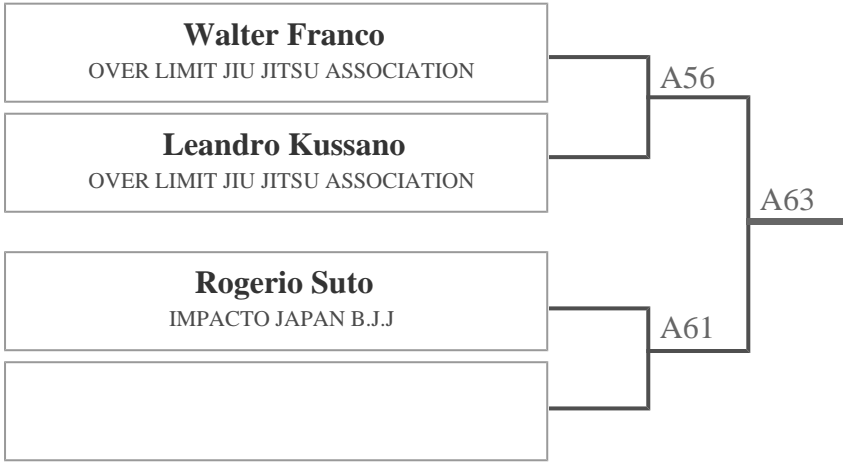 Walter Franco
OVER LIMIT JIU JITSU ASSOCIATION
A56
Leandro Kussano
OVER LIMIT JIU JITSU ASSOCIATION
A63
Rogerio Suto
IMPACTO JAPAN B.J.J
A61